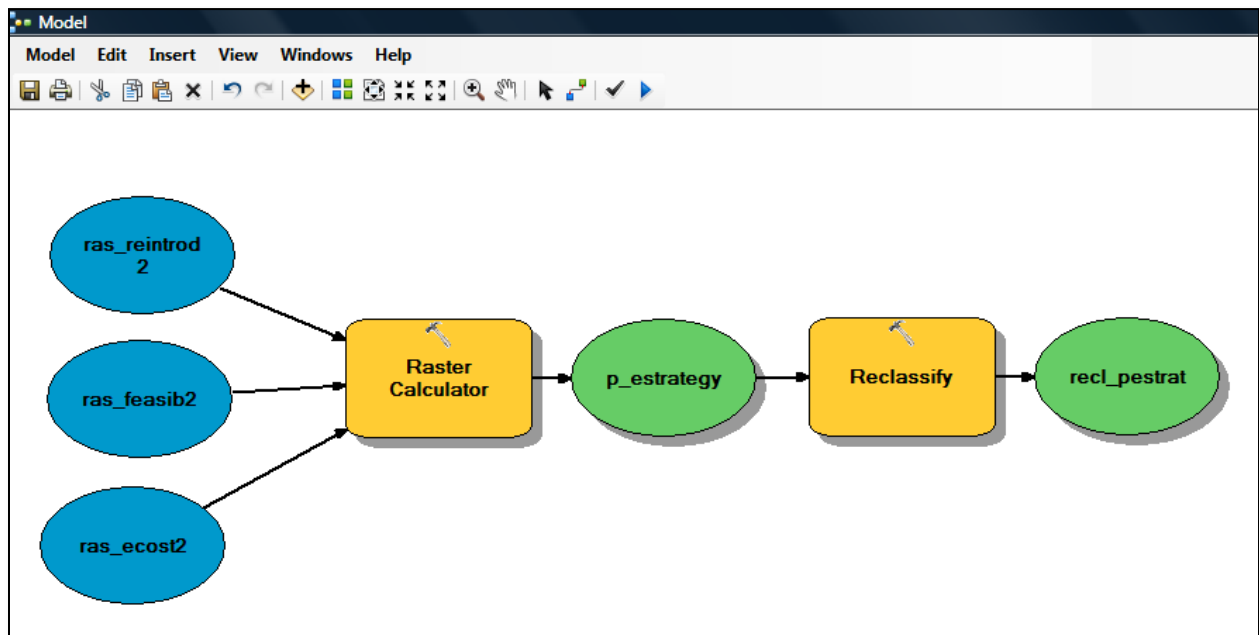 Model
Model Edit Insert View Windows Help
ras_reintrod
2
ras_feasib2
ras_ecost2
Raster
Calculator
p_estrategy
Reclassify
recl_pestrat